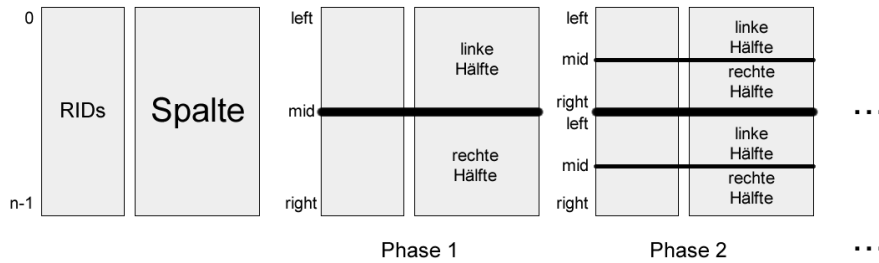 0
RIDs
Spalte
n-1
left
linke
Hälfte
mid
rechte
Hälfte
right
Phase 1
left
linke
Hälfte
mid
rechte
Hälfte
right
left
linke
Hälfte
mid
rechte
Hälfte
right
Phase 2
...
...